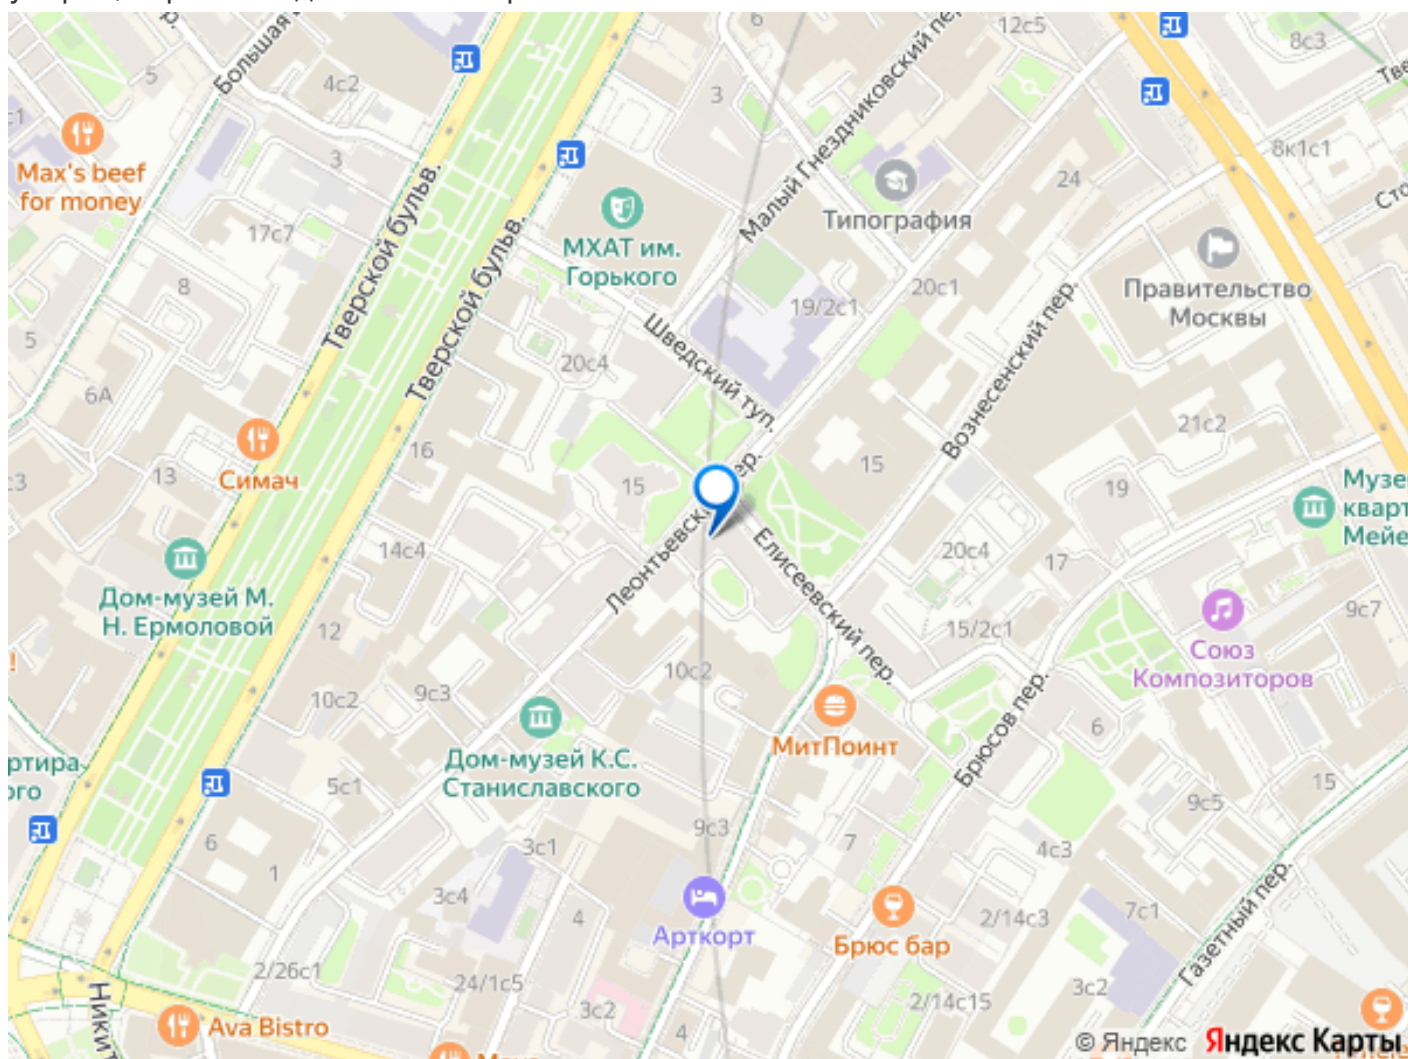 Большая
4с2
5
3
Max's beef
for money
17с7
8
5
6А
Тверской бульв.
Тверской бульв.
МХАТ им.
Горького
3
6
12с5
8с3
Малый Гнездниковский пер.
Типография
24
8к1с1
Правительство
Москвы
20с1
19/2с1
Шведский туп.
20с4
Вознесенский пер.
16
Симач
13
15
15
21с2
19
14с4
Леонтьевск
Елисеевский пер.
20с4
17
Дом-музей М.
Н. Ермоловой
12
15/2с1
Союз
Композиторов
9с7
10с2
9с3
10с2
Дом-музей К.С.
Станиславского
МитПоинт
Брюсов пер.
6
5с1
9с5
15
6
1
3с1
9с3
7
4с3
3с4
4
Арткорт
Брюс бар
2/14с3
7с1
Газетный пер.
2/26с1
24/1с5
3с2
4
2/14с15
3с2
Ava Bistro
© Яндекс Яндекс Карты